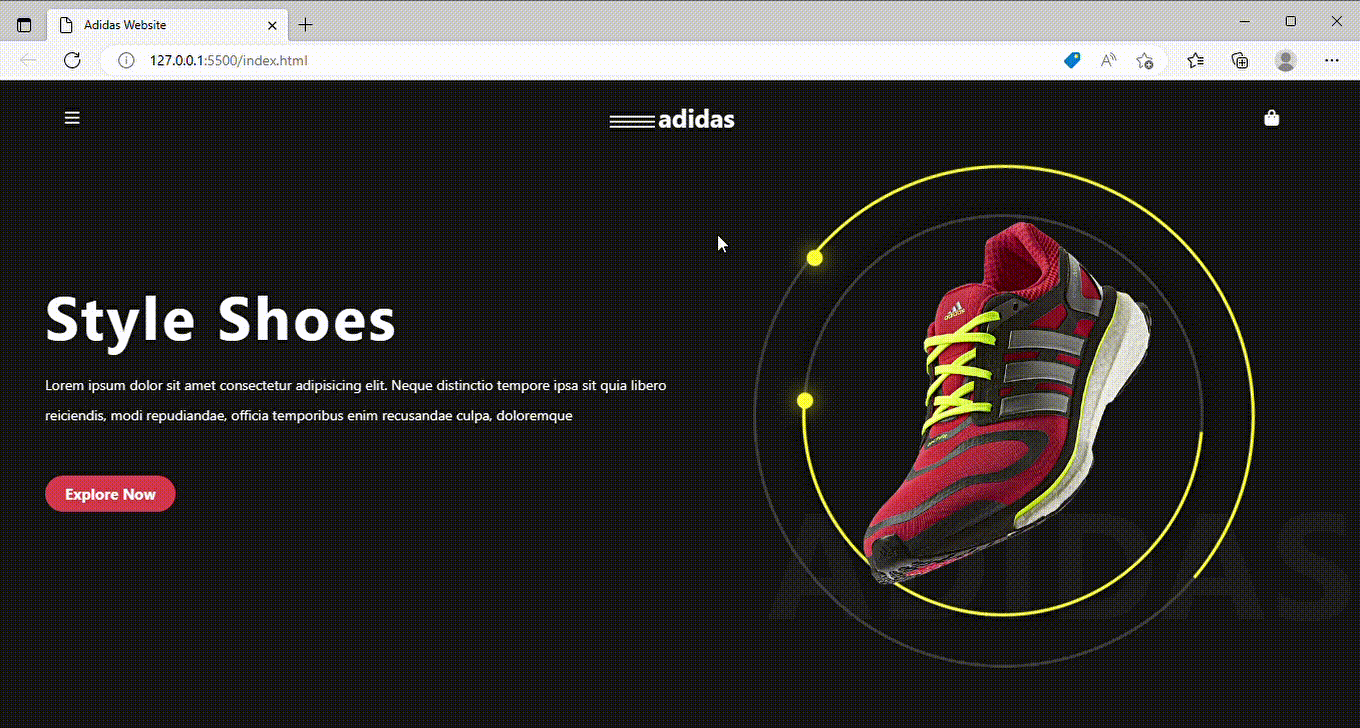 Adidas Website
127.0.0.1:5500/index.html
adidas
Style Shoes
Lorem ipsum dolor sit amet consectetur adipisicing elit. Neque distinctio tempore ipsa sit quia libero
reiciendis, modi repudiandae, officia temporibus enim recusandae culpa, doloremque
Explore Now
adidas
ADIDAS